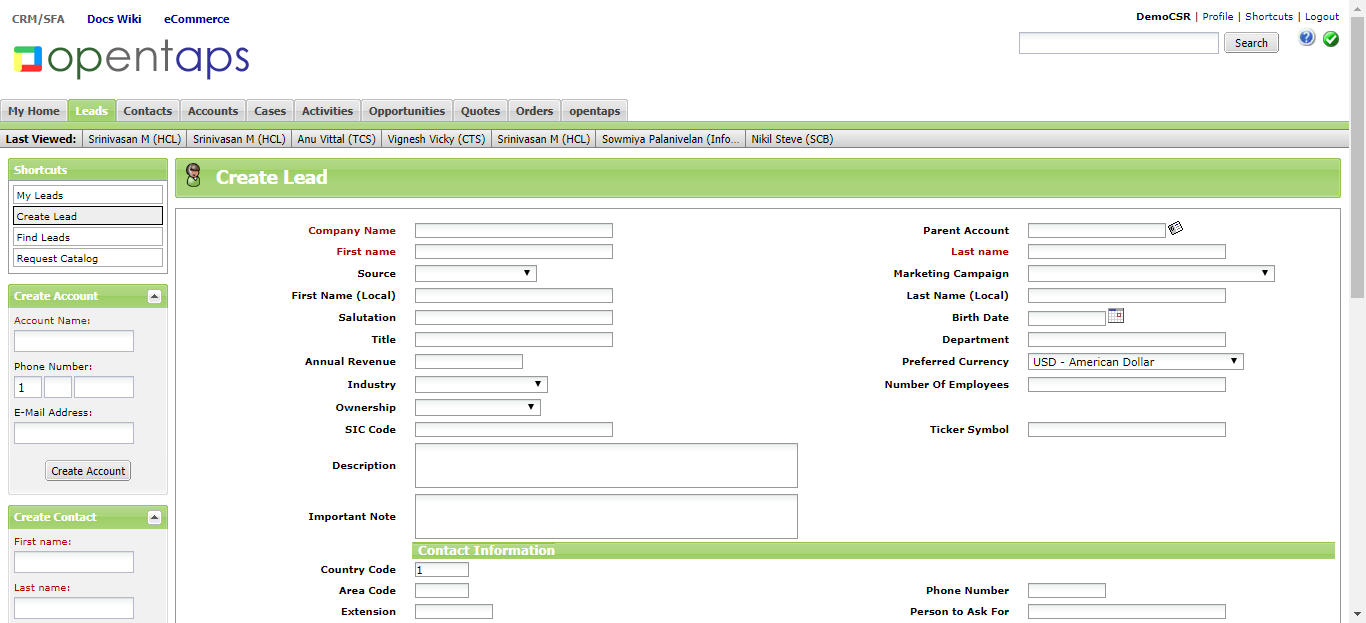 CRM/SFA Docs Wiki eCommerce
DemoCSR | Profile | Shortcuts | Logout
opentaps
Search
?
My Home Leads Contacts Accounts Cases Activities Opportunities Quotes Orders opentaps
Last Viewed: Srinivasan M (HCL) Srinivasan M (HCL) Anu Vittal (TCS) Vignesh Vicky (CTS) Srinivasan M (HCL) Sowmiya Palanivelan (Info... Nikil Steve (SCB)
Shortcuts
My Leads
Create Lead
Find Leads
Request Catalog
Create Account
Account Name:
Phone Number:
1
E-Mail Address:
Create Account
Create Contact
First name:
Last name:
Create Lead
Company Name Parent Account
First name Last name
Source Marketing Campaign
First Name (Local) Last Name (Local)
Salutation Birth Date
Title Department
Annual Revenue Preferred Currency USD - American Dollar
Industry Number Of Employees
Ownership
SIC Code Ticker Symbol
Description
Important Note
Contact Information
Country Code 1
Area Code Phone Number
Extension Person to Ask For